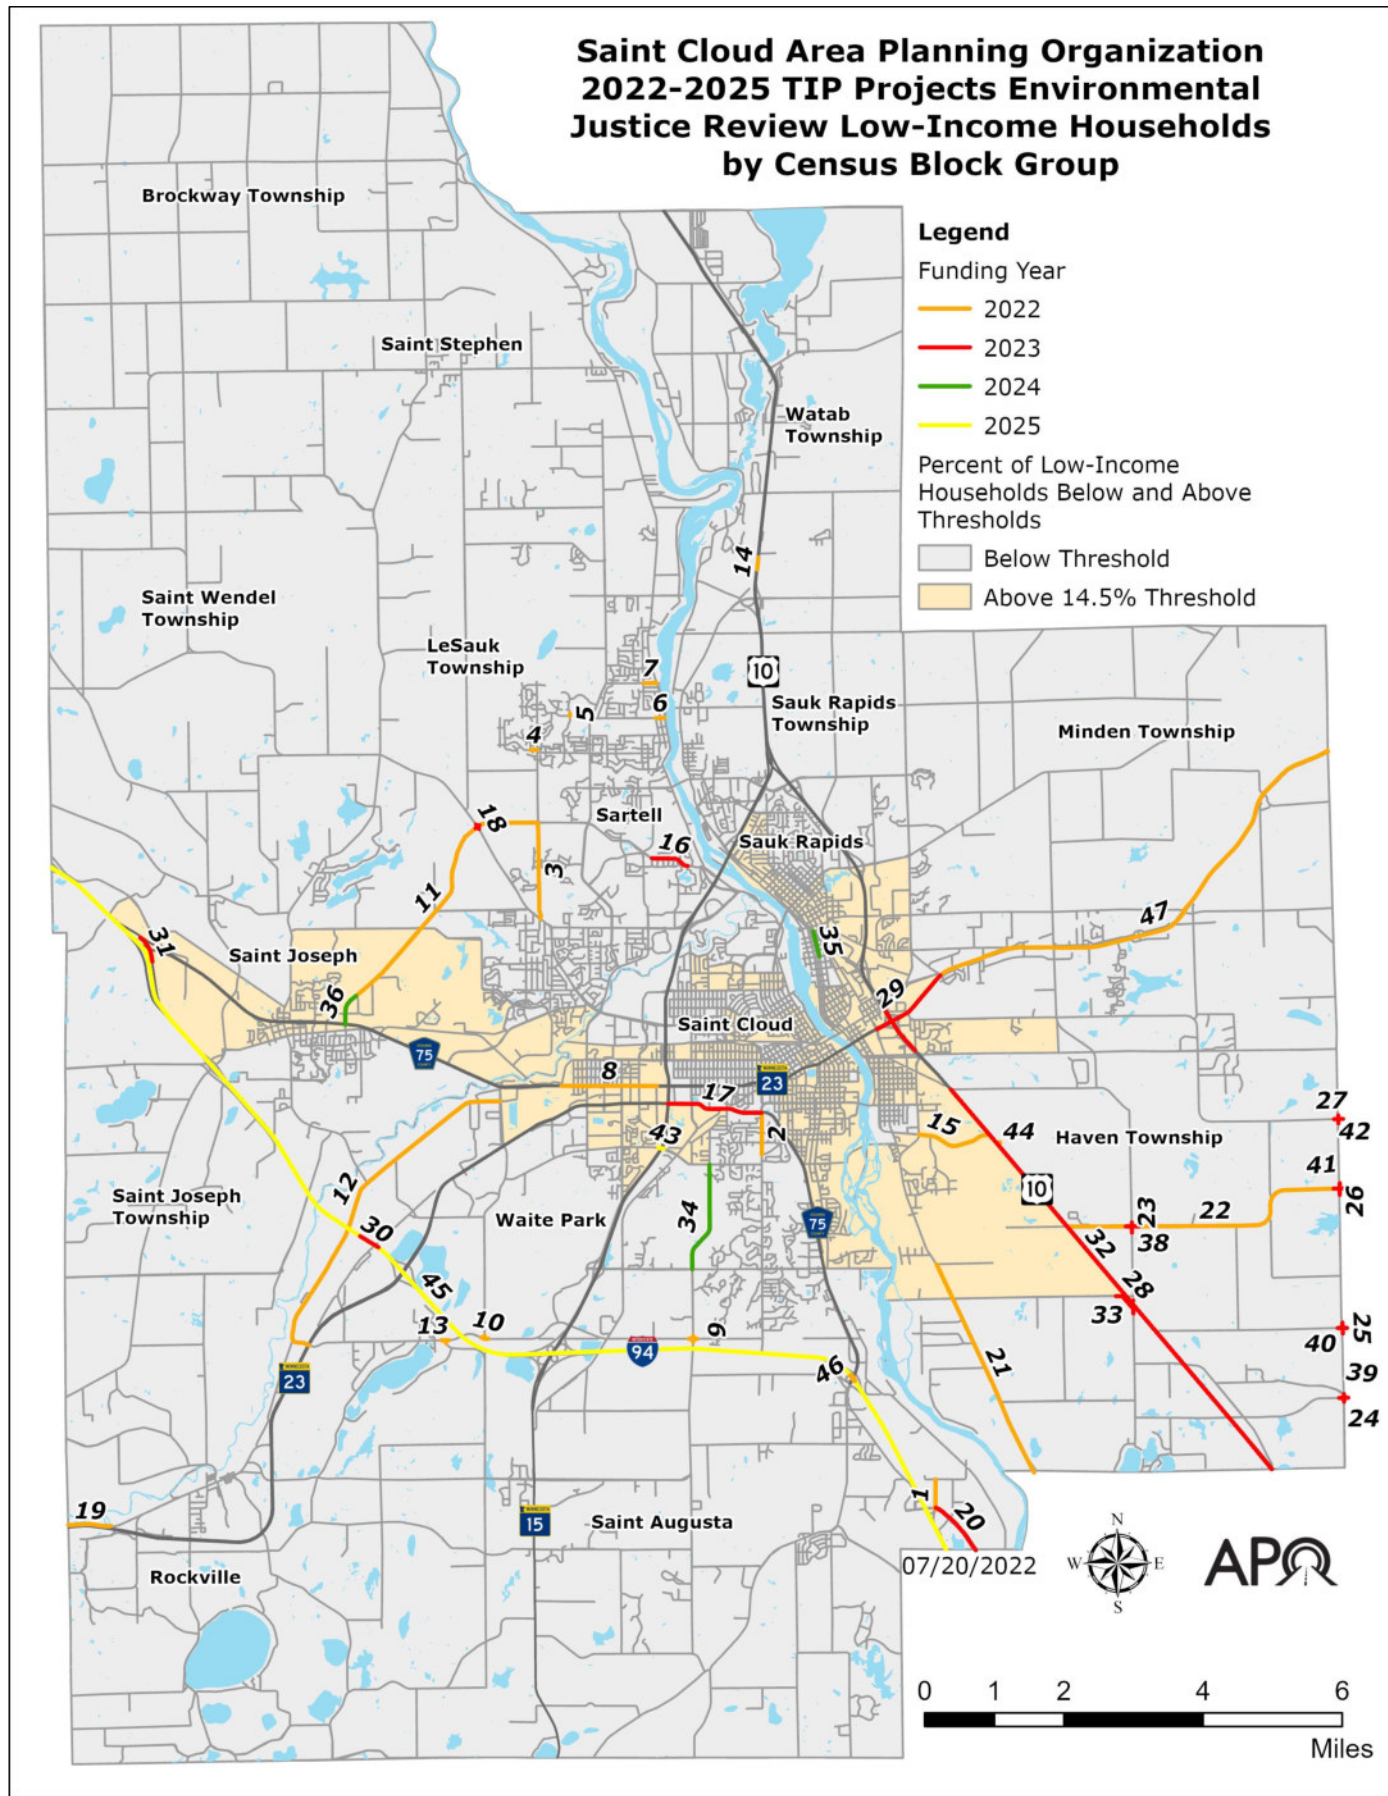 Saint Cloud Area Planning Organization
2022-2025 TIP Projects Environmental
Justice Review Low-Income Households
by Census Block Group
Brockway Township
Legend
Funding Year
2022
2023
2024
2025
Percent of Low-Income
Households Below and Above
Thresholds
Below Threshold
Above 14.5% Threshold
Saint Stephen
Watab
Township
14
Saint Wendel
Township
LeSauk
Township
7
10
6
5
Sauk Rapids
Township
4
Minden Township
18
Sartell
16
Sauk Rapids
3
11
47
31
Saint Joseph
35
36
29
Saint Cloud
75
8
23
17
27
43
2
15
44
Haven Township
42
41
12
Saint Joseph
Township
34
Waite Park
75
10
23
22
26
38
32
30
45
28
33
13
10
9
25
40
94
46
21
39
23
24
1
20
19
15
Saint Augusta
Rockville
07/20/2022
N
W
E
S
APO
0
1
2
4
6
Miles